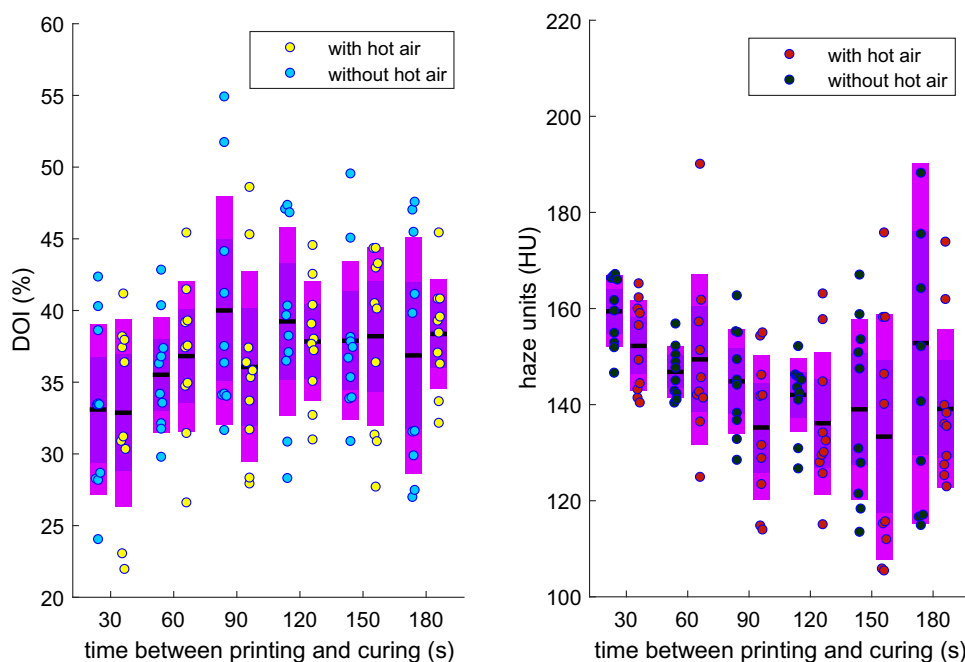 60
55
50
45
40
35
30
25
20
DOI (%)
with hot air
without hot air
30 60 90 120 150 180
time between printing and curing (s)
220
200
180
160
140
120
100
haze units (HU)
with hot air
without hot air
30 60 90 120 150 180
time between printing and curing (s)